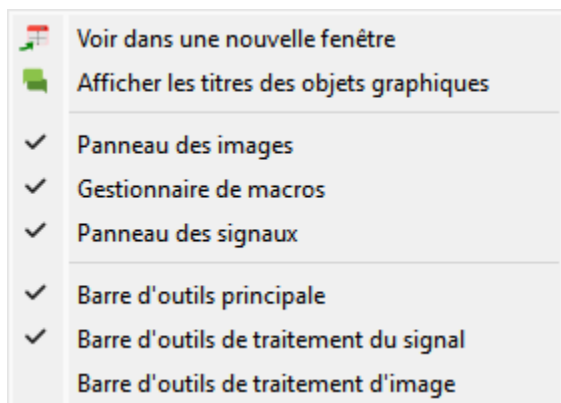 Voir dans une nouvelle fenêtre
Afficher les titres des objets graphiques
Panneau des images
Gestionnaire de macros
Panneau des signaux
Barre d'outils principale
Barre d'outils de traitement du signal
Barre d'outils de traitement d'image